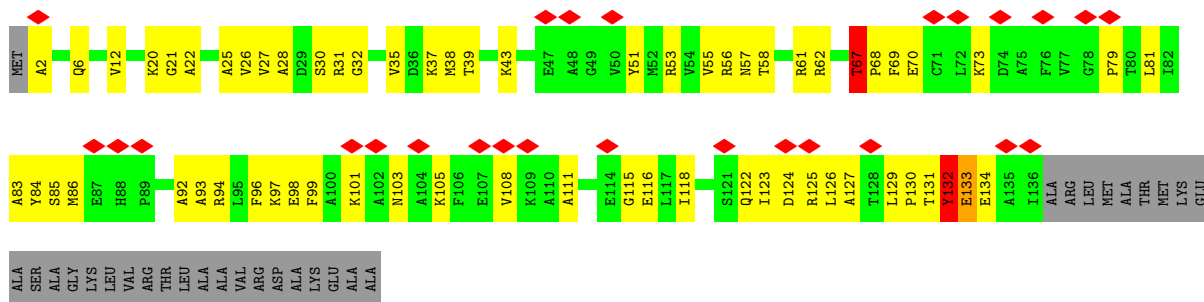 MET A2 Q6 V12 K20 G21 A22 A25 V26 V27 A28 D29 S30 R31 G32 V35 D36 K37 M38 T39 K43 E47 A48 G49 V50 Y51 M52 R53 V54 V55 R56 N57 T58 R61 R62 T67 P68 F69 E70 C71 L72 K73 D74 A75 F76 V77 G78 P79 T80 L81 I82
A83 Y84 S85 M86 E87 H88 P89 A92 A93 R94 L95 F96 K97 E98 F99 A100 K101 A102 N103 A104 K105 F106 E107 V108 K109 A110 A111 E114 G115 E116 L117 I118 S121 Q122 I123 D124 R125 L126 A127 T128 L129 P130 T131 Y132 E133 E134 A135 I136 ALA ARG LEU MET ALA THR MET LYS GLU
ALA SER ALA GLY LYS LEU VAL ARG THR LEU ALA ALA VAL ARG ASP ALA LYS GLU ALA ALA